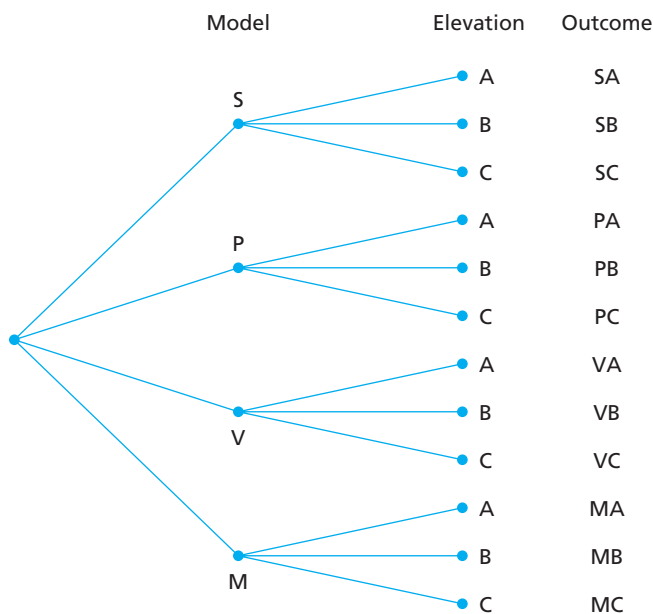 Model Elevation Outcome
A SA
S
B SB
C SC
A PA
P
B PB
C PC
A VA
B VB
V
C VC
A MA
B MB
M
C MC